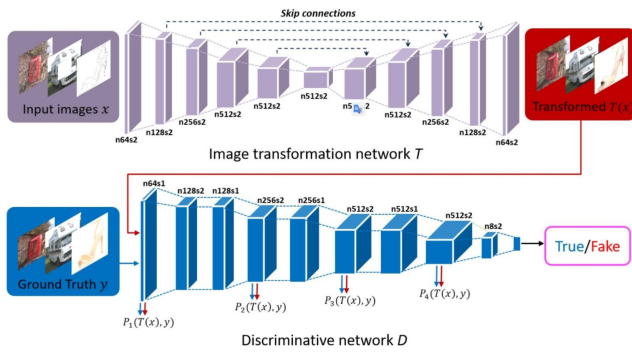 Skip connections
Input images x
n64s2
n128s2
n256s2
n512s2
n512s2
n512s2
n512s2
n256s2
n128s2
n64s2
Transformed T(x
Image transformation network T
Ground Truth y
n64s1
n128s2
n128s1
n256s2
n256s1
n512s2
n512s1
n512s2
n8s2
True/Fake
P₁(T(x), y)
P₂(T(x), y)
P₃(T(x), y)
P₄(T(x), y)
Discriminative network D